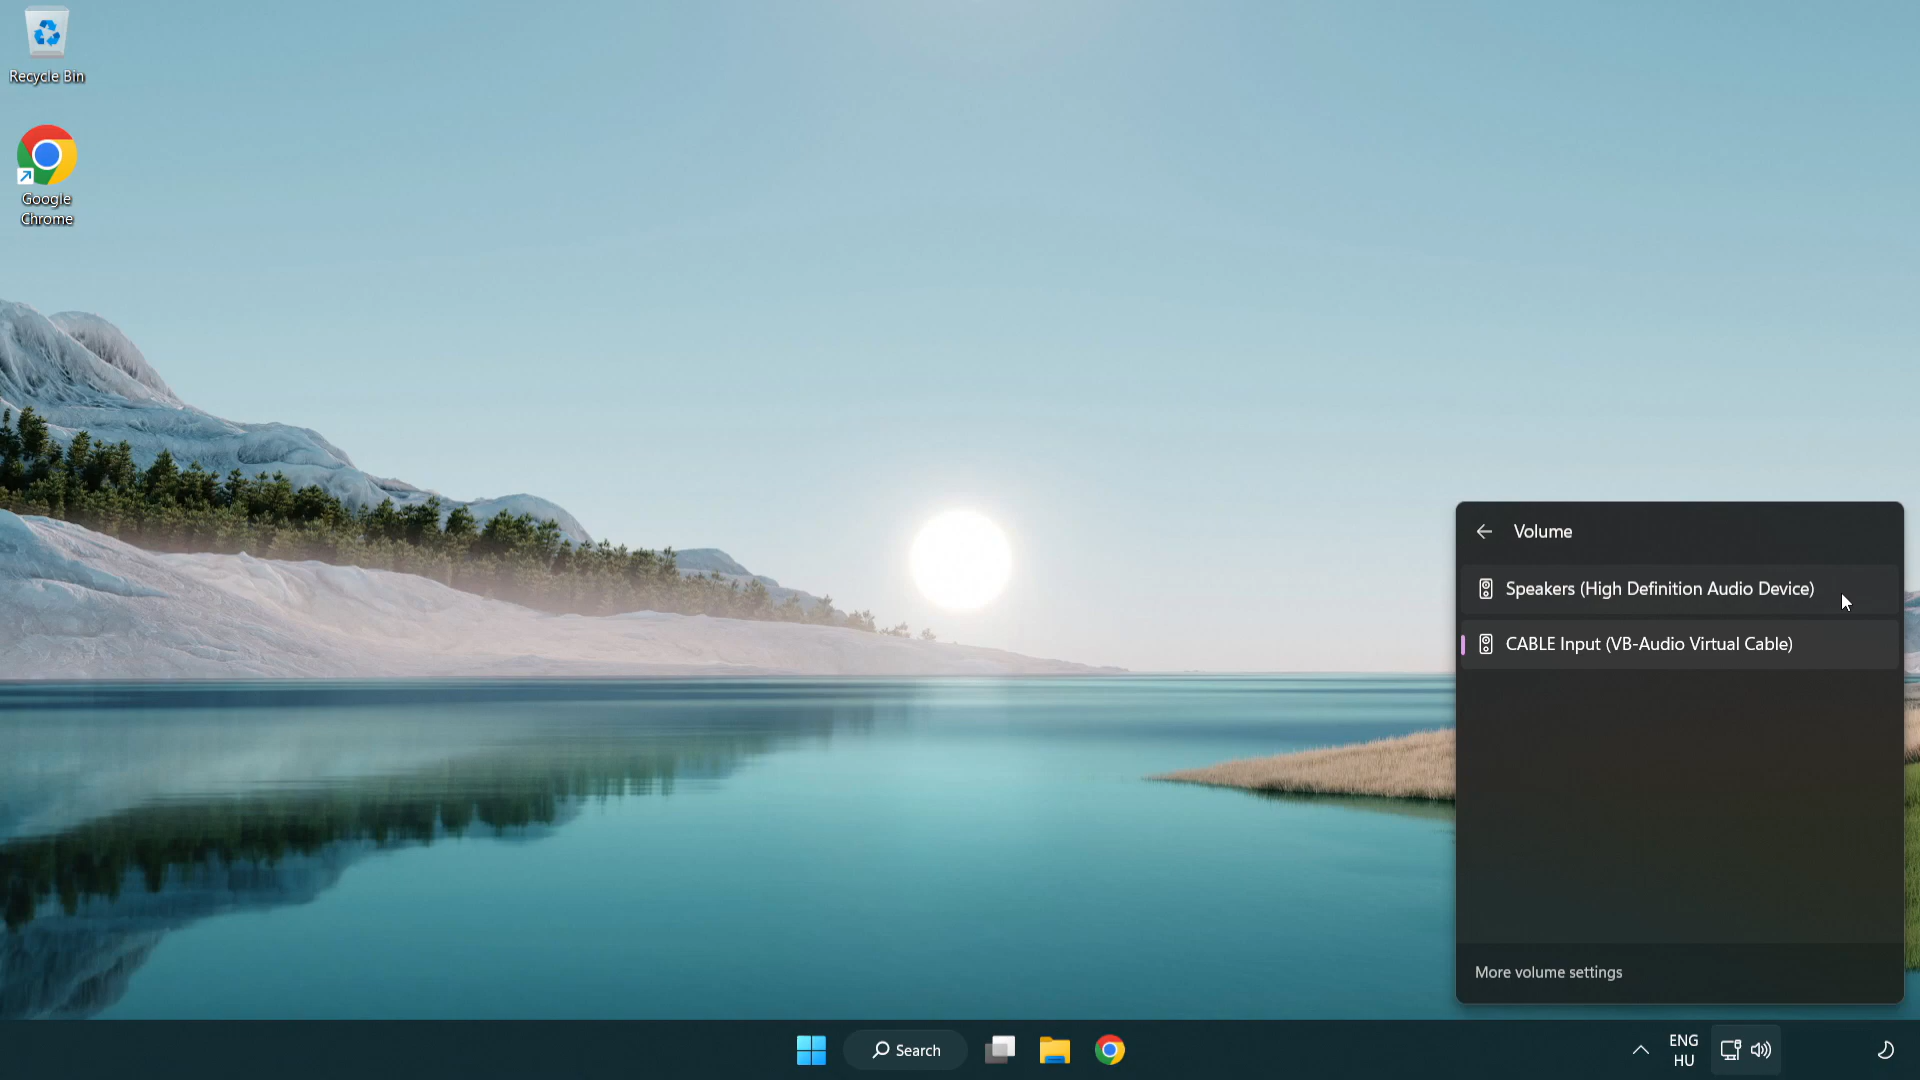 Recycle Bin
Google
Chrome
Volume
Speakers (High Definition Audio Device)
CABLE Input (VB-Audio Virtual Cable)
More volume settings
Search
ENG
HU